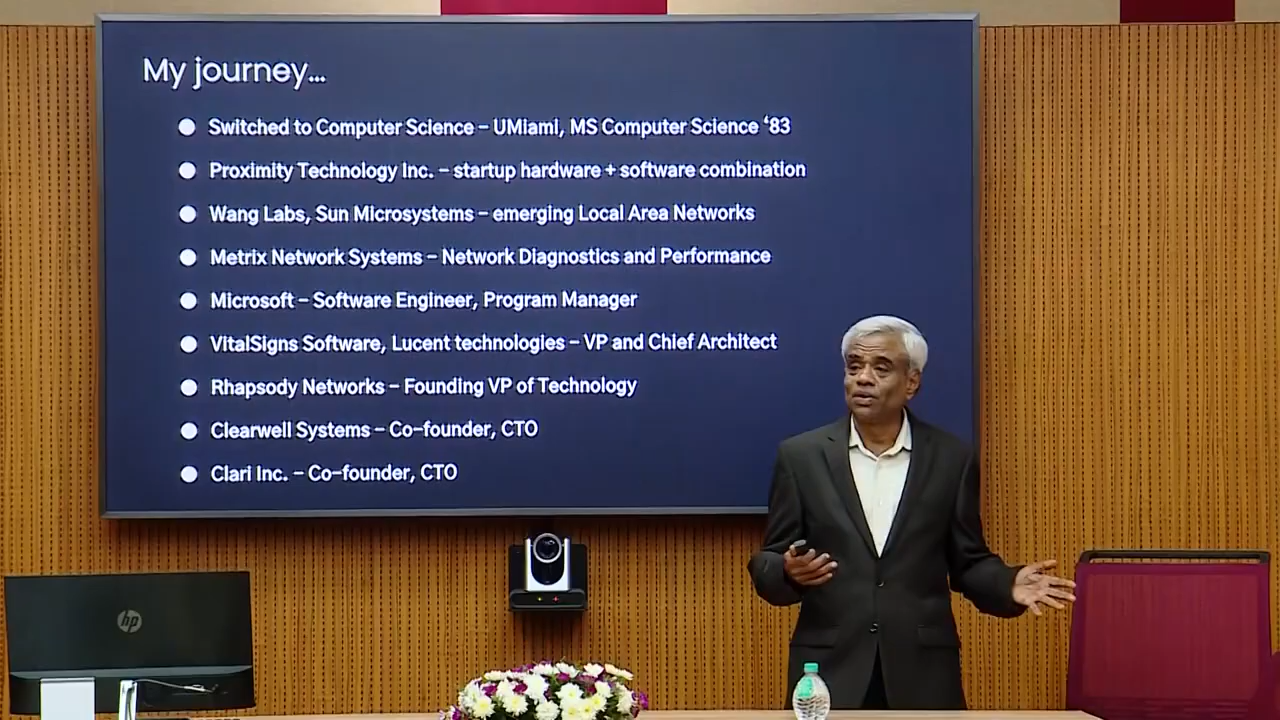 My journey...
Switched to Computer Science – UMiami, MS Computer Science ‘83
Proximity Technology Inc. – startup hardware + software combination
Wang Labs, Sun Microsystems – emerging Local Area Networks
Metrix Network Systems – Network Diagnostics and Performance
Microsoft – Software Engineer, Program Manager
VitalSigns Software, Lucent technologies – VP and Chief Architect
Rhapsody Networks – Founding VP of Technology
Clearwell Systems – Co-founder, CTO
Clari Inc. – Co-founder, CTO
hp